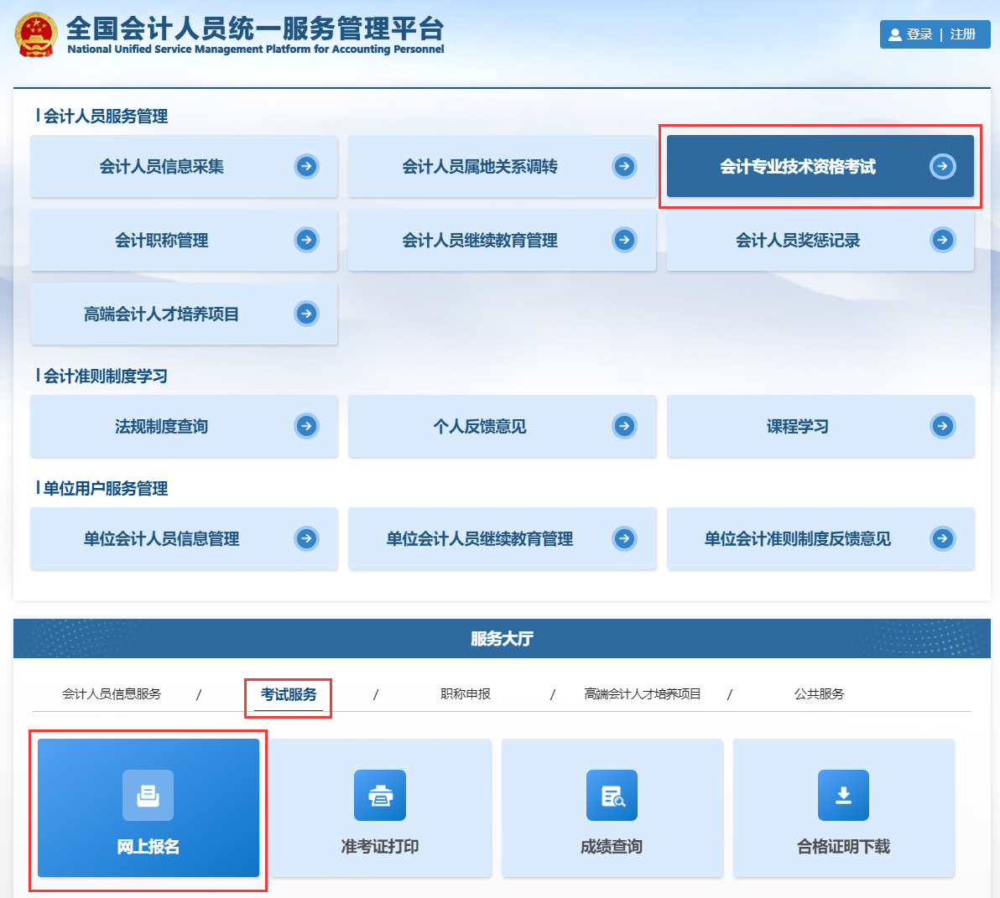 全国会计人员统一服务管理平台
National Unified Service Management Platform for Accounting Personnel
登录 | 注册
会计人员服务管理
会计人员信息采集
会计人员属地关系调转
会计专业技术资格考试
会计职称管理
会计人员继续教育管理
会计人员奖惩记录
高端会计人才培养项目
会计准则制度学习
法规制度查询
个人反馈意见
课程学习
单位用户服务管理
单位会计人员信息管理
单位会计人员继续教育管理
单位会计准则制度反馈意见
服务大厅
会计人员信息服务 / 考试服务 / 职称申报 / 高端会计人才培养项目 / 公共服务
网上报名
准考证打印
成绩查询
合格证明下载